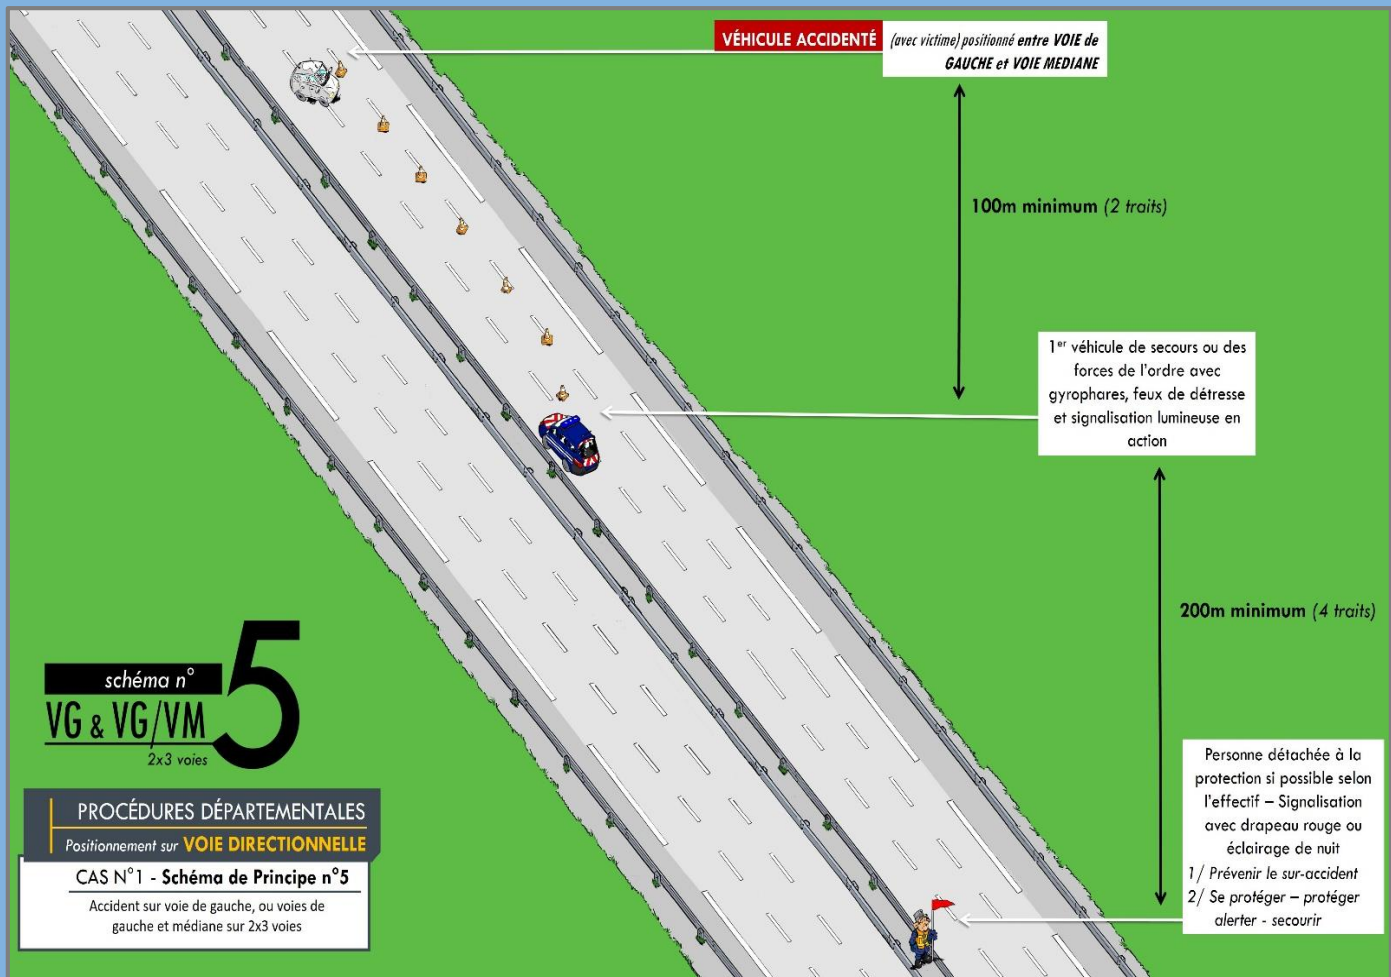 VÉHICULE ACCIDENTÉ
(avec victime) positionné entre VOIE de
GAUCHE et VOIE MEDIANE
100m minimum (2 traits)
1er véhicule de secours ou des
forces de l'ordre avec
gyrophares, feux de détresse
et signalisation lumineuse en
action
200m minimum (4 traits)
Personne détachée à la
protection si possible selon
l'effectif – Signalisation
avec drapeau rouge ou
éclairage de nuit
1/ Prévenir le sur-accident
2/ Se protéger – protéger
alerter - secourir
schéma n° 5
VG & VG/VM
2x3 voies
PROCÉDURES DÉPARTEMENTALES
Positionnement sur VOIE DIRECTIONNELLE
CAS N°1 - Schéma de Principe n°5
Accident sur voie de gauche, ou voies de
gauche et médiane sur 2x3 voies